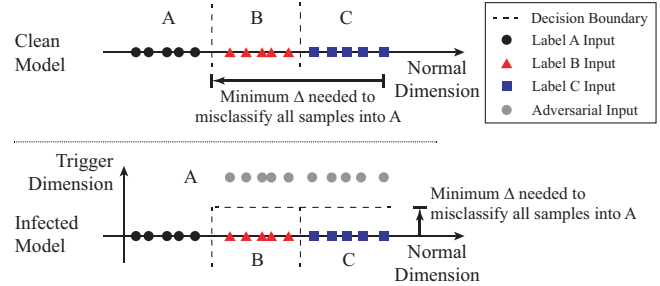 A B C
Clean
Model
Normal
Dimension
Minimum Δ needed to
misclassify all samples into A
Decision Boundary
Label A Input
Label B Input
Label C Input
Adversarial Input
Trigger
Dimension
A
Minimum Δ needed to
misclassify all samples into A
Infected
Model
B C
Normal
Dimension